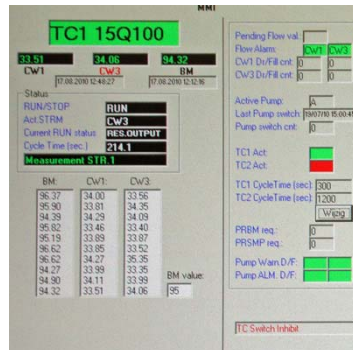 MMI
TC1 15Q100
33.51 34.06 94.32
CW1 CW3 BM
17.08.2010 12:48:27 17.08.2010 12:12:16
Status
RUN/STOP RUN
Act.STRM CW3
Current RUN status RES.OUTPUT
Cycle Time (sec.) 214.1
Measurement STR.1
BM: CW1: CW3:
96.37 34.00 33.56
95.90 33.81 34.35
94.39 34.29 34.09
95.82 33.46 33.40
95.19 33.89 33.87
96.62 33.85 33.52
96.62 34.27 35.35
94.27 33.99 33.35
94.90 34.11 33.99
94.32 33.51 34.06
BM value:
95
Pending Flow val:
Flow Alarm: CW1 CW3
CW1 Dr/Fill cnt: 0 0
CW3 Dr/Fill cnt: 0 0
Active Pump: A
Last Pump switch: 15:00:41
Pump switch cnt: 0
TC1 Act:
TC2 Act:
TC1 CycleTime (sec): 300
TC2 CycleTime (sec): 1200
Wijzig
PRBM req.: 0
PRSMP req.: 0
Pump Warn D/F:
Pump ALM. D/F:
TC Switch Inhibit